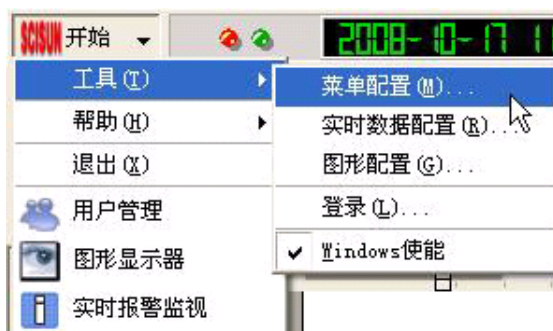 SCISUN 开始
2008-10-17 1
工具(T)
菜单配置(M)...
帮助(H)
实时数据配置(R)...
退出(X)
图形配置(G)...
用户管理
登录(L)...
图形显示器
Windows使能
实时报警监视